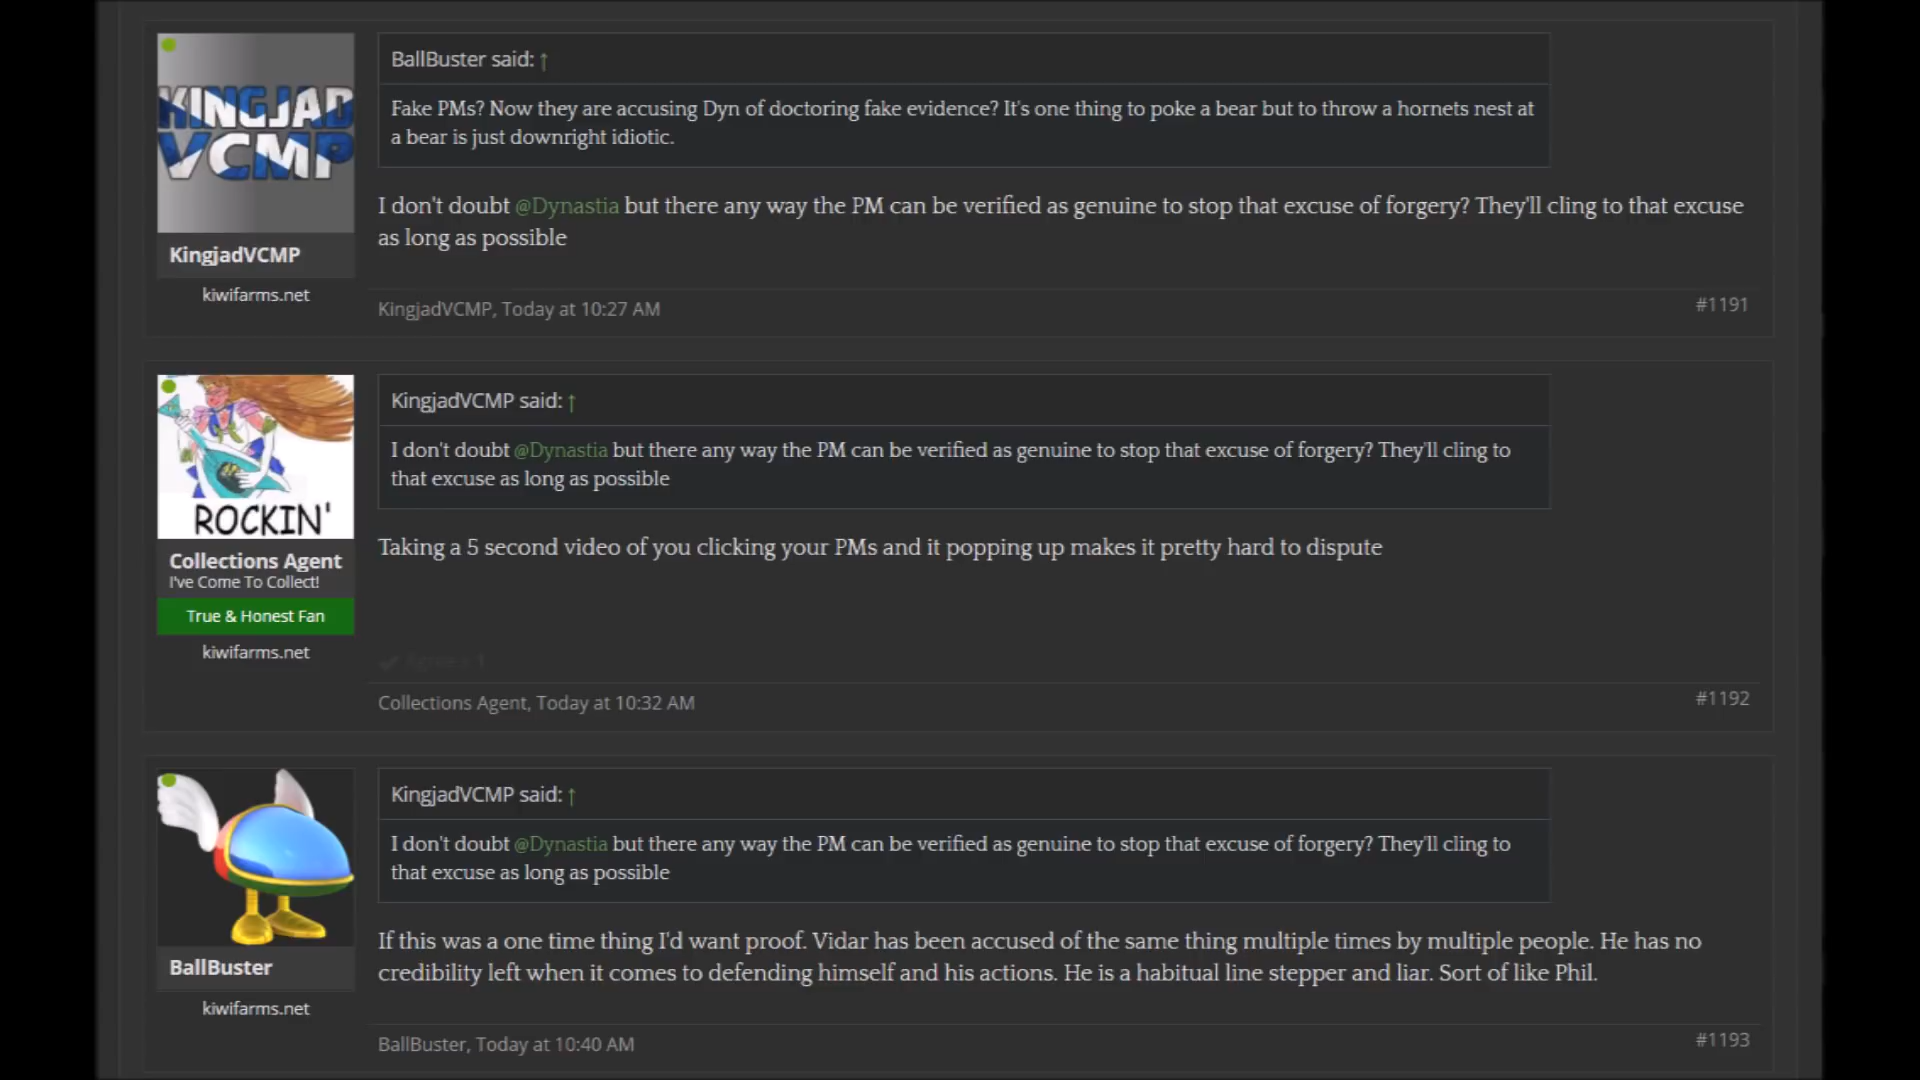 KINGJAD
VCMP
KingjadVCMP
kiwifarms.net
BallBuster said: ↑
Fake PMs? Now they are accusing Dyn of doctoring fake evidence? It's one thing to poke a bear but to throw a hornets nest at
a bear is just downright idiotic.
I don't doubt @Dynastia but there any way the PM can be verified as genuine to stop that excuse of forgery? They'll cling to that excuse
as long as possible
KingjadVCMP, Today at 10:27 AM
#1191
ROCKIN'
Collections Agent
I've Come To Collect!
True & Honest Fan
kiwifarms.net
KingjadVCMP said: ↑
I don't doubt @Dynastia but there any way the PM can be verified as genuine to stop that excuse of forgery? They'll cling to
that excuse as long as possible
Taking a 5 second video of you clicking your PMs and it popping up makes it pretty hard to dispute
Collections Agent, Today at 10:32 AM
#1192
BallBuster
kiwifarms.net
KingjadVCMP said: ↑
I don't doubt @Dynastia but there any way the PM can be verified as genuine to stop that excuse of forgery? They'll cling to
that excuse as long as possible
If this was a one time thing I'd want proof. Vidar has been accused of the same thing multiple times by multiple people. He has no
credibility left when it comes to defending himself and his actions. He is a habitual line stepper and liar. Sort of like Phil.
BallBuster, Today at 10:40 AM
#1193